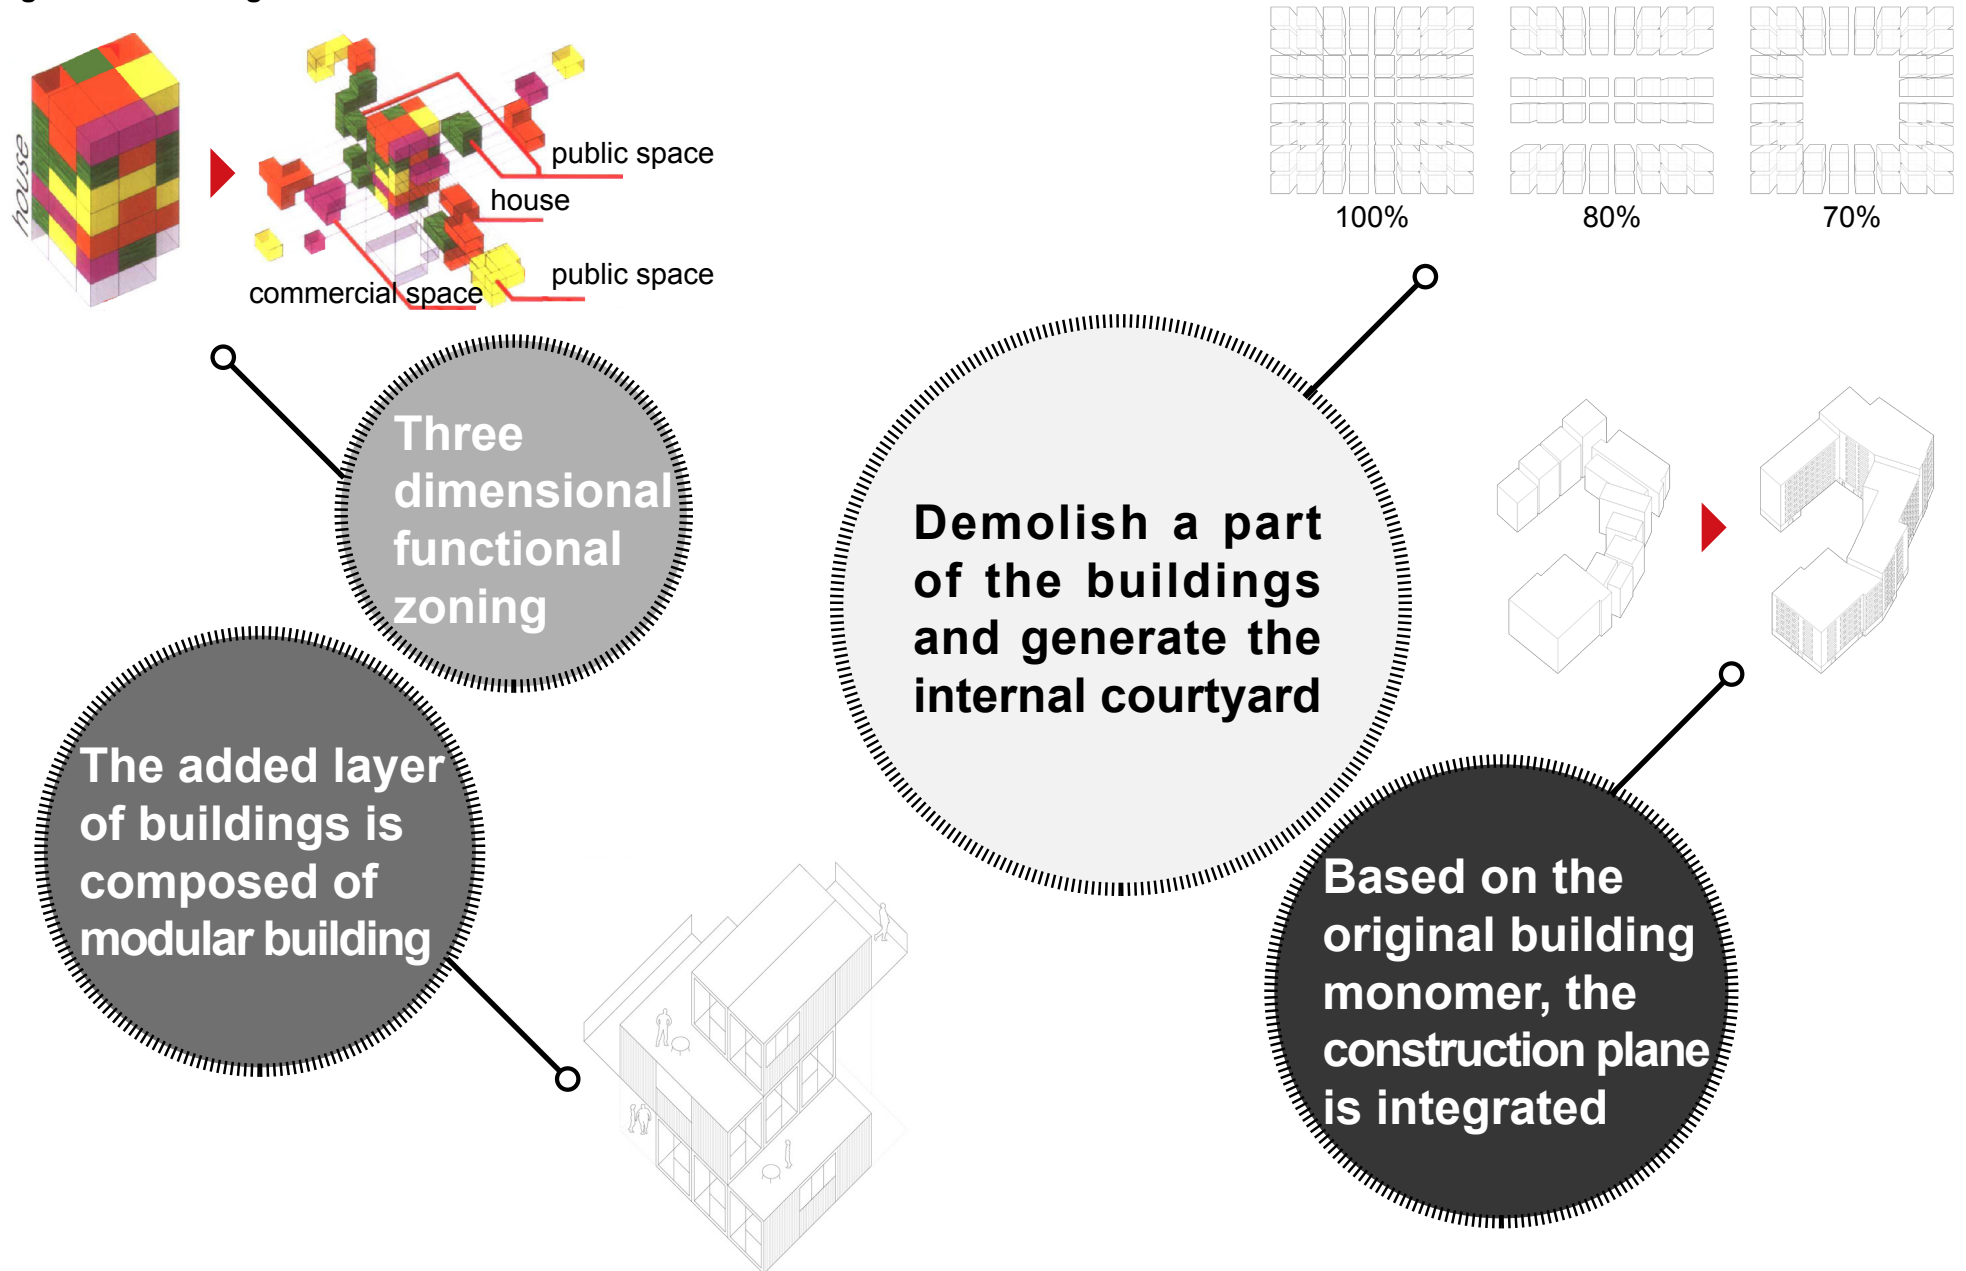 house
public space
house
public space
commercial space
100%
80%
70%
Three
dimensional
functional
zoning
Demolish a part
of the buildings
and generate the
internal courtyard
The added layer
of buildings is
composed of
modular building
Based on the
original building
monomer, the
construction plane
is integrated